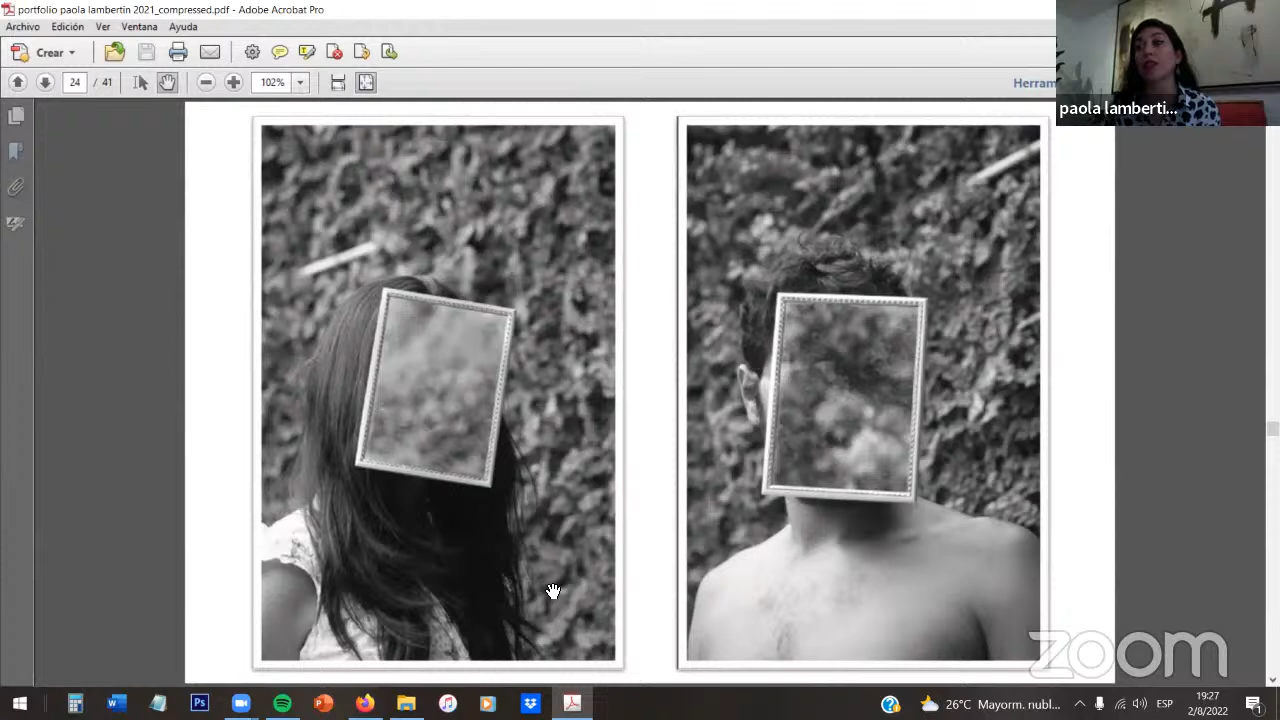 portfolio paola lambertin 2021_compressed.pdf - Adobe Acrobat Pro
Archivo Edición Ver Ventana Ayuda
Crear
24 / 41 102% Herram
paola lamberti...
zoom
26°C Mayorm. nubl... ESP 19:27
2/8/2022